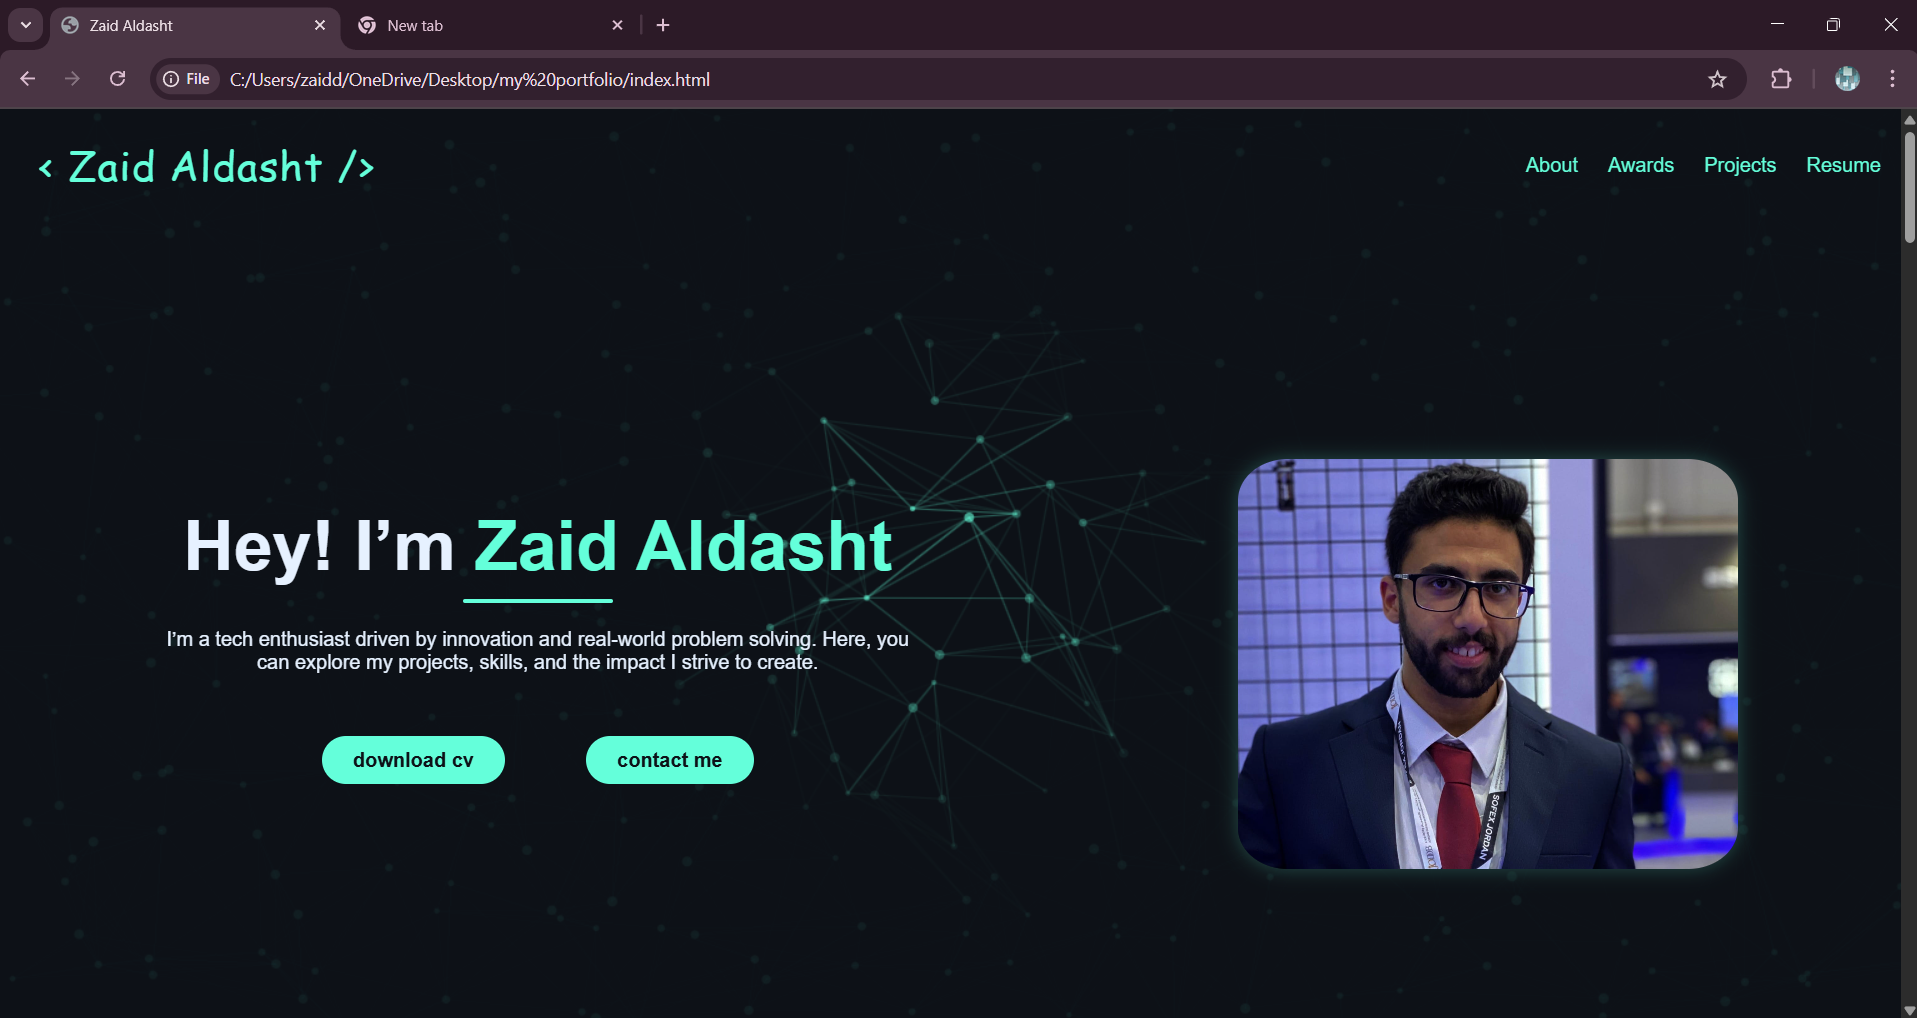 Zaid Aldasht
New tab
File
C:/Users/zaidd/OneDrive/Desktop/my%20portfolio/index.html
< Zaid Aldasht />
About
Awards
Projects
Resume
Hey! I’m Zaid Aldasht
I’m a tech enthusiast driven by innovation and real-world problem solving. Here, you
can explore my projects, skills, and the impact I strive to create.
download cv
contact me
SOFEX JORDAN